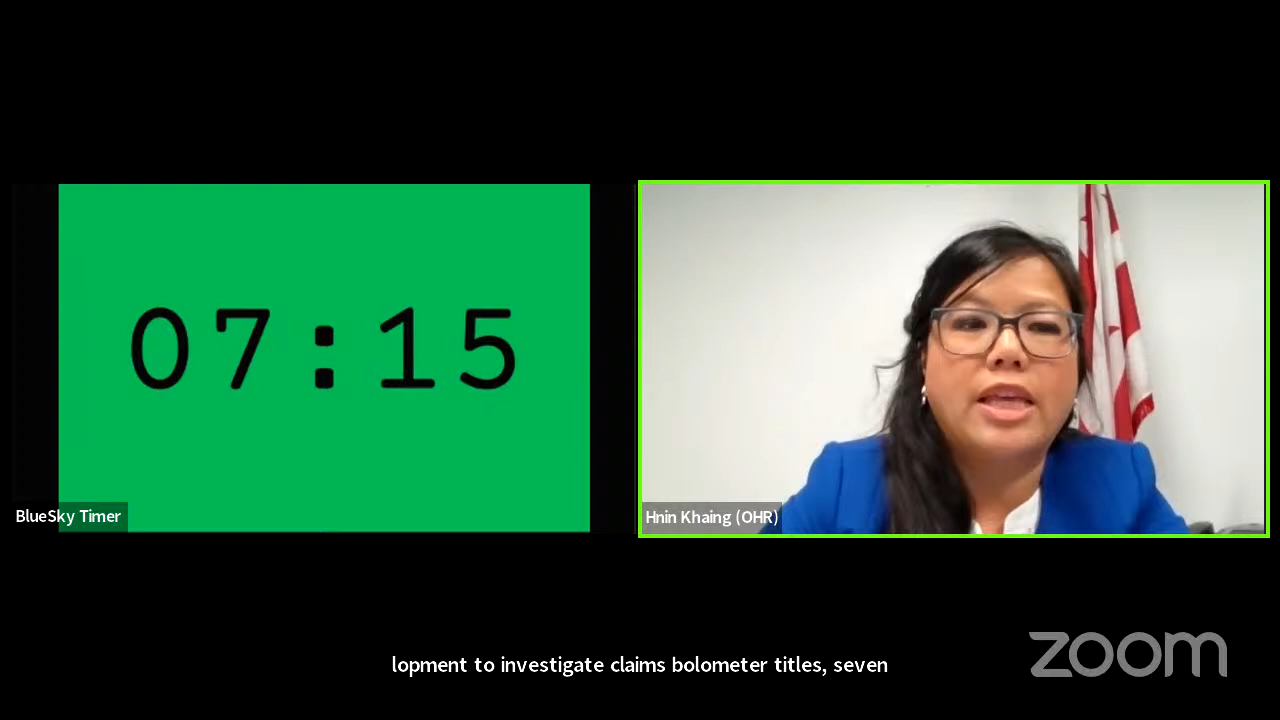 07:15
BlueSky Timer
Hnin Khaing (OHR)
lopment to investigate claims bolometer titles, seven
zoom